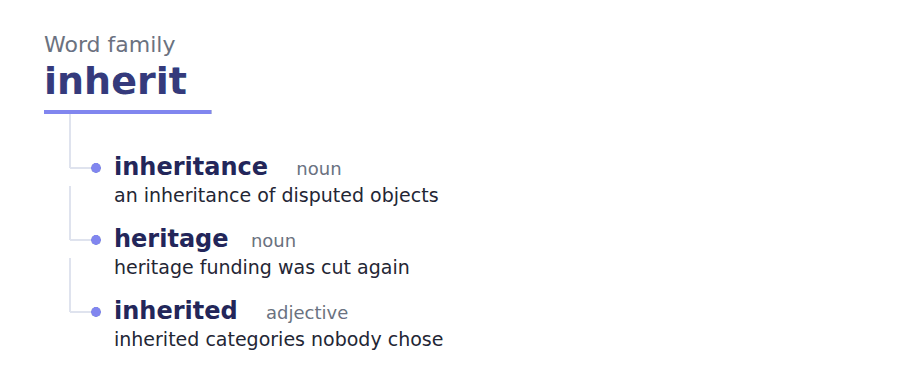 Word family
inherit
inheritance noun
an inheritance of disputed objects
heritage noun
heritage funding was cut again
inherited adjective
inherited categories nobody chose